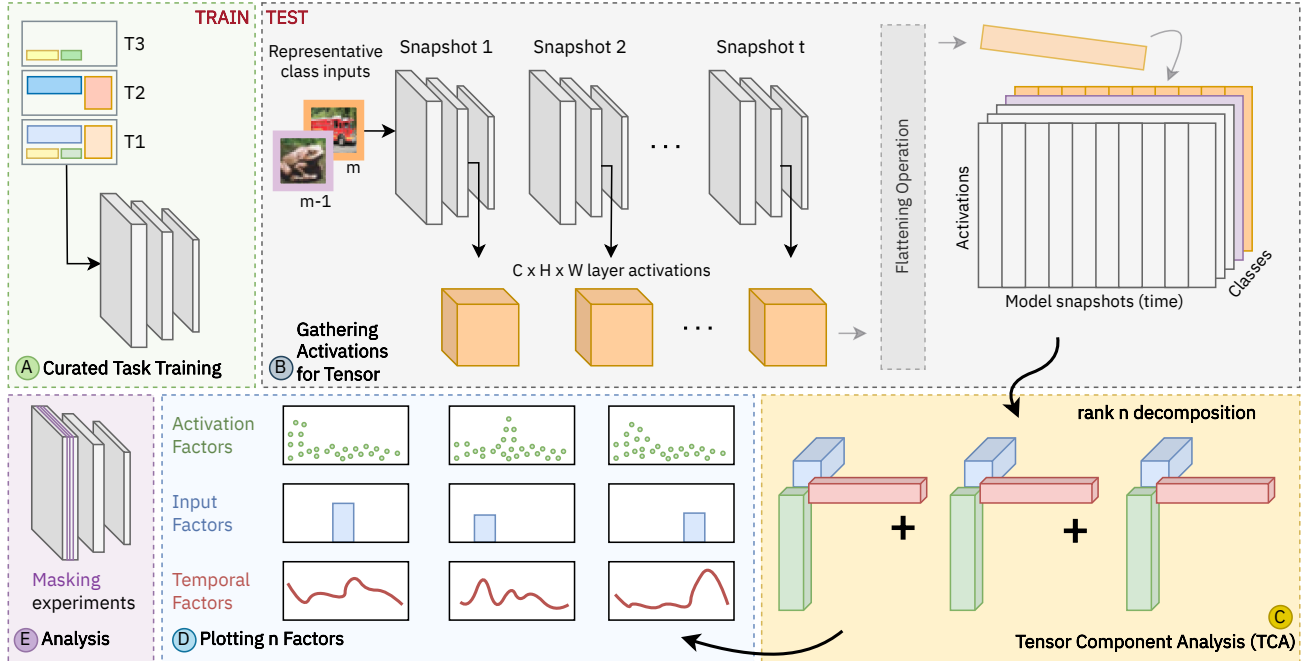 TRAIN
T3
T2
T1
A
Curated Task Training
TEST
Representative
class inputs
m
m-1
Snapshot 1
Snapshot 2
Snapshot t
...
C x H x W layer activations
...
B
Gathering
Activations
for Tensor
Flattening Operation
Activations
Model snapshots (time)
Classes
rank n decomposition
+
+
C
Tensor Component Analysis (TCA)
Activation
Factors
Input
Factors
Temporal
Factors
D
Plotting n Factors
Masking
experiments
E
Analysis